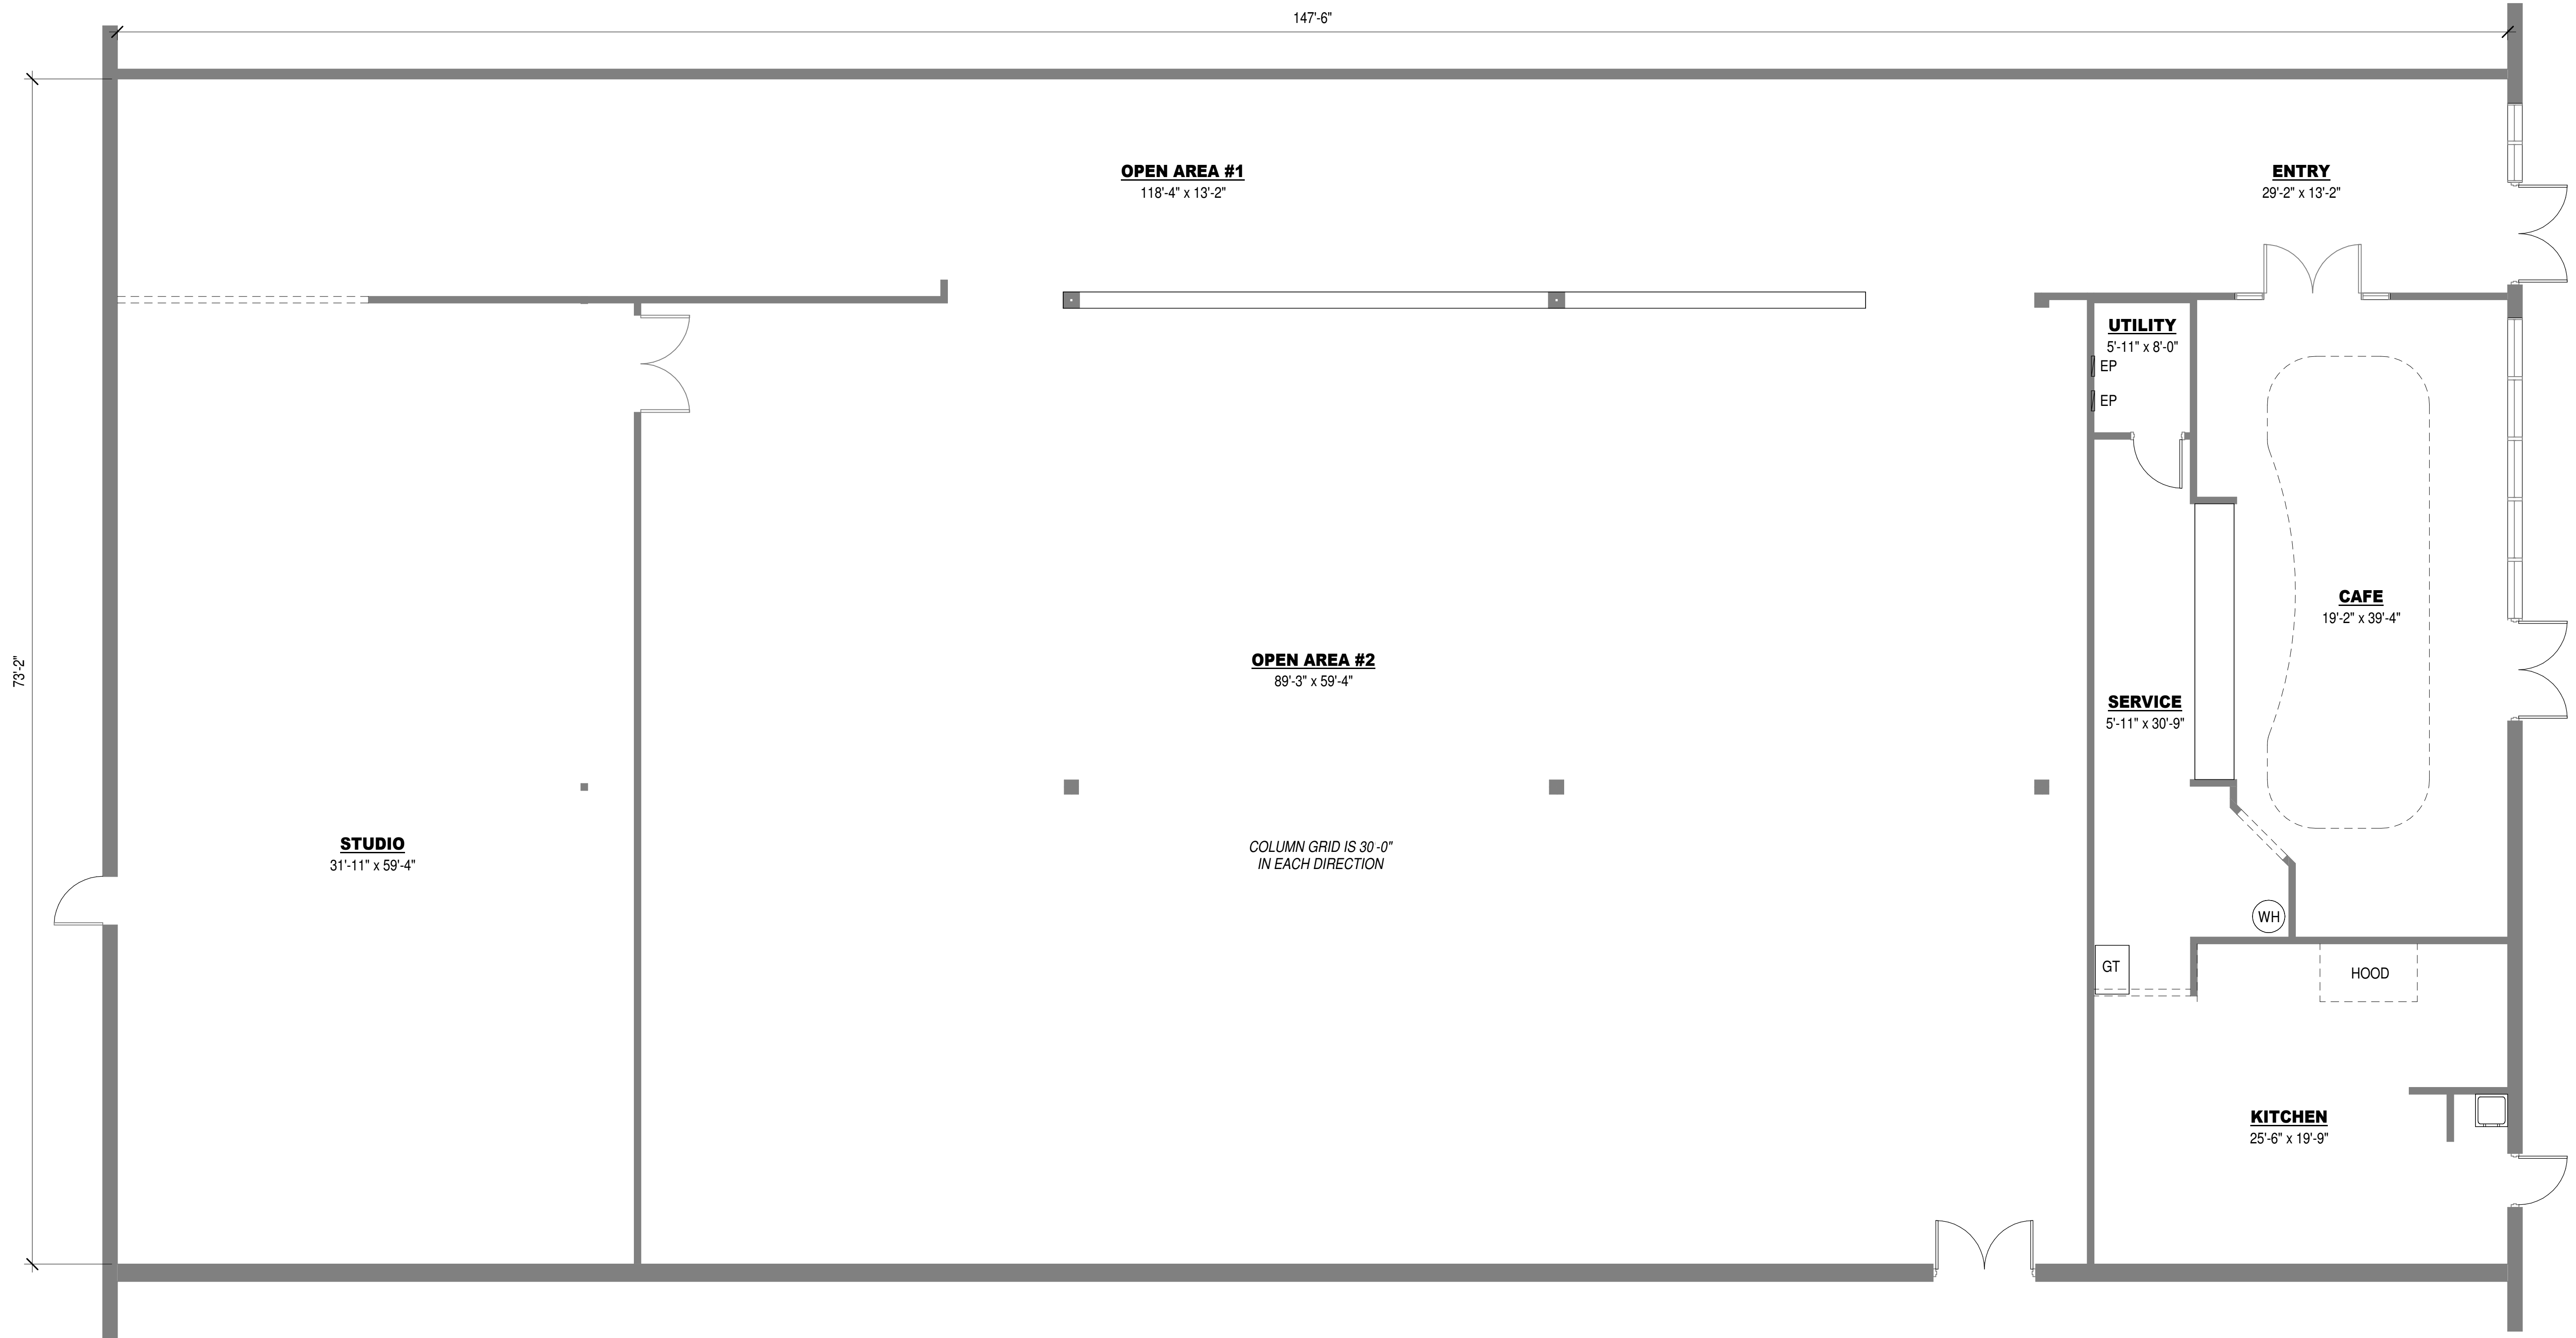 147'-6"
OPEN AREA #1
118'-4" x 13'-2"
ENTRY
29'-2" x 13'-2"
UTILITY
5'-11" x 8'-0"
EP
EP
CAFE
19'-2" x 39'-4"
73'-2"
OPEN AREA #2
89'-3" x 59'-4"
SERVICE
5'-11" x 30'-9"
STUDIO
31'-11" x 59'-4"
COLUMN GRID IS 30-0"
IN EACH DIRECTION
WH
GT
HOOD
KITCHEN
25'-6" x 19'-9"